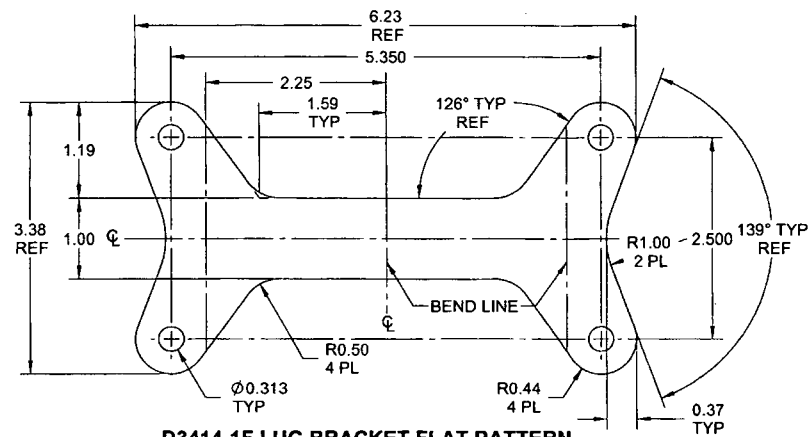 6.23
REF
5.350
2.25
1.59
TYP
126° TYP
REF
1.19
3.38
REF
1.00
℄
R1.00
2 PL
2.500
139° TYP
REF
BEND LINE
℄
R0.50
4 PL
Ø0.313
TYP
R0.44
4 PL
0.37
TYP
D3414-1F LUG BRACKET FLAT PATTERN